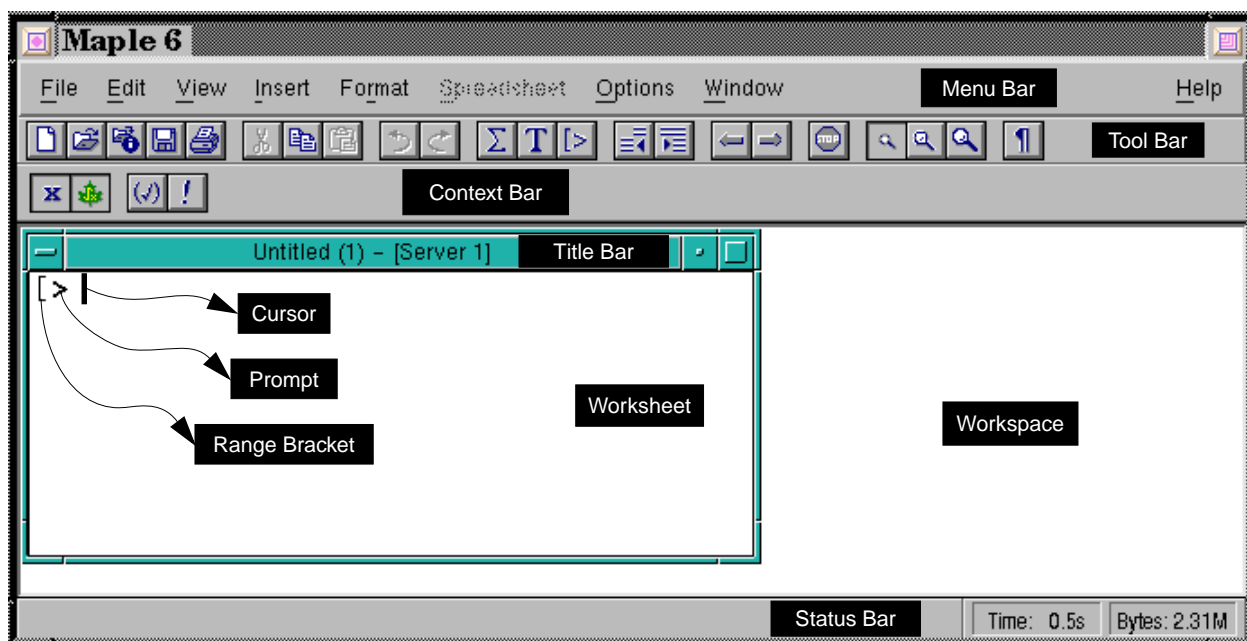 Maple 6
File Edit View Insert Format Spreadsheet Options Window Menu Bar Help
Σ T [> STOP ¶ Tool Bar
x (√) ! Context Bar
Untitled (1) – [Server 1] Title Bar
[>
Cursor
Prompt
Worksheet
Workspace
Range Bracket
Status Bar Time: 0.5s Bytes: 2.31M